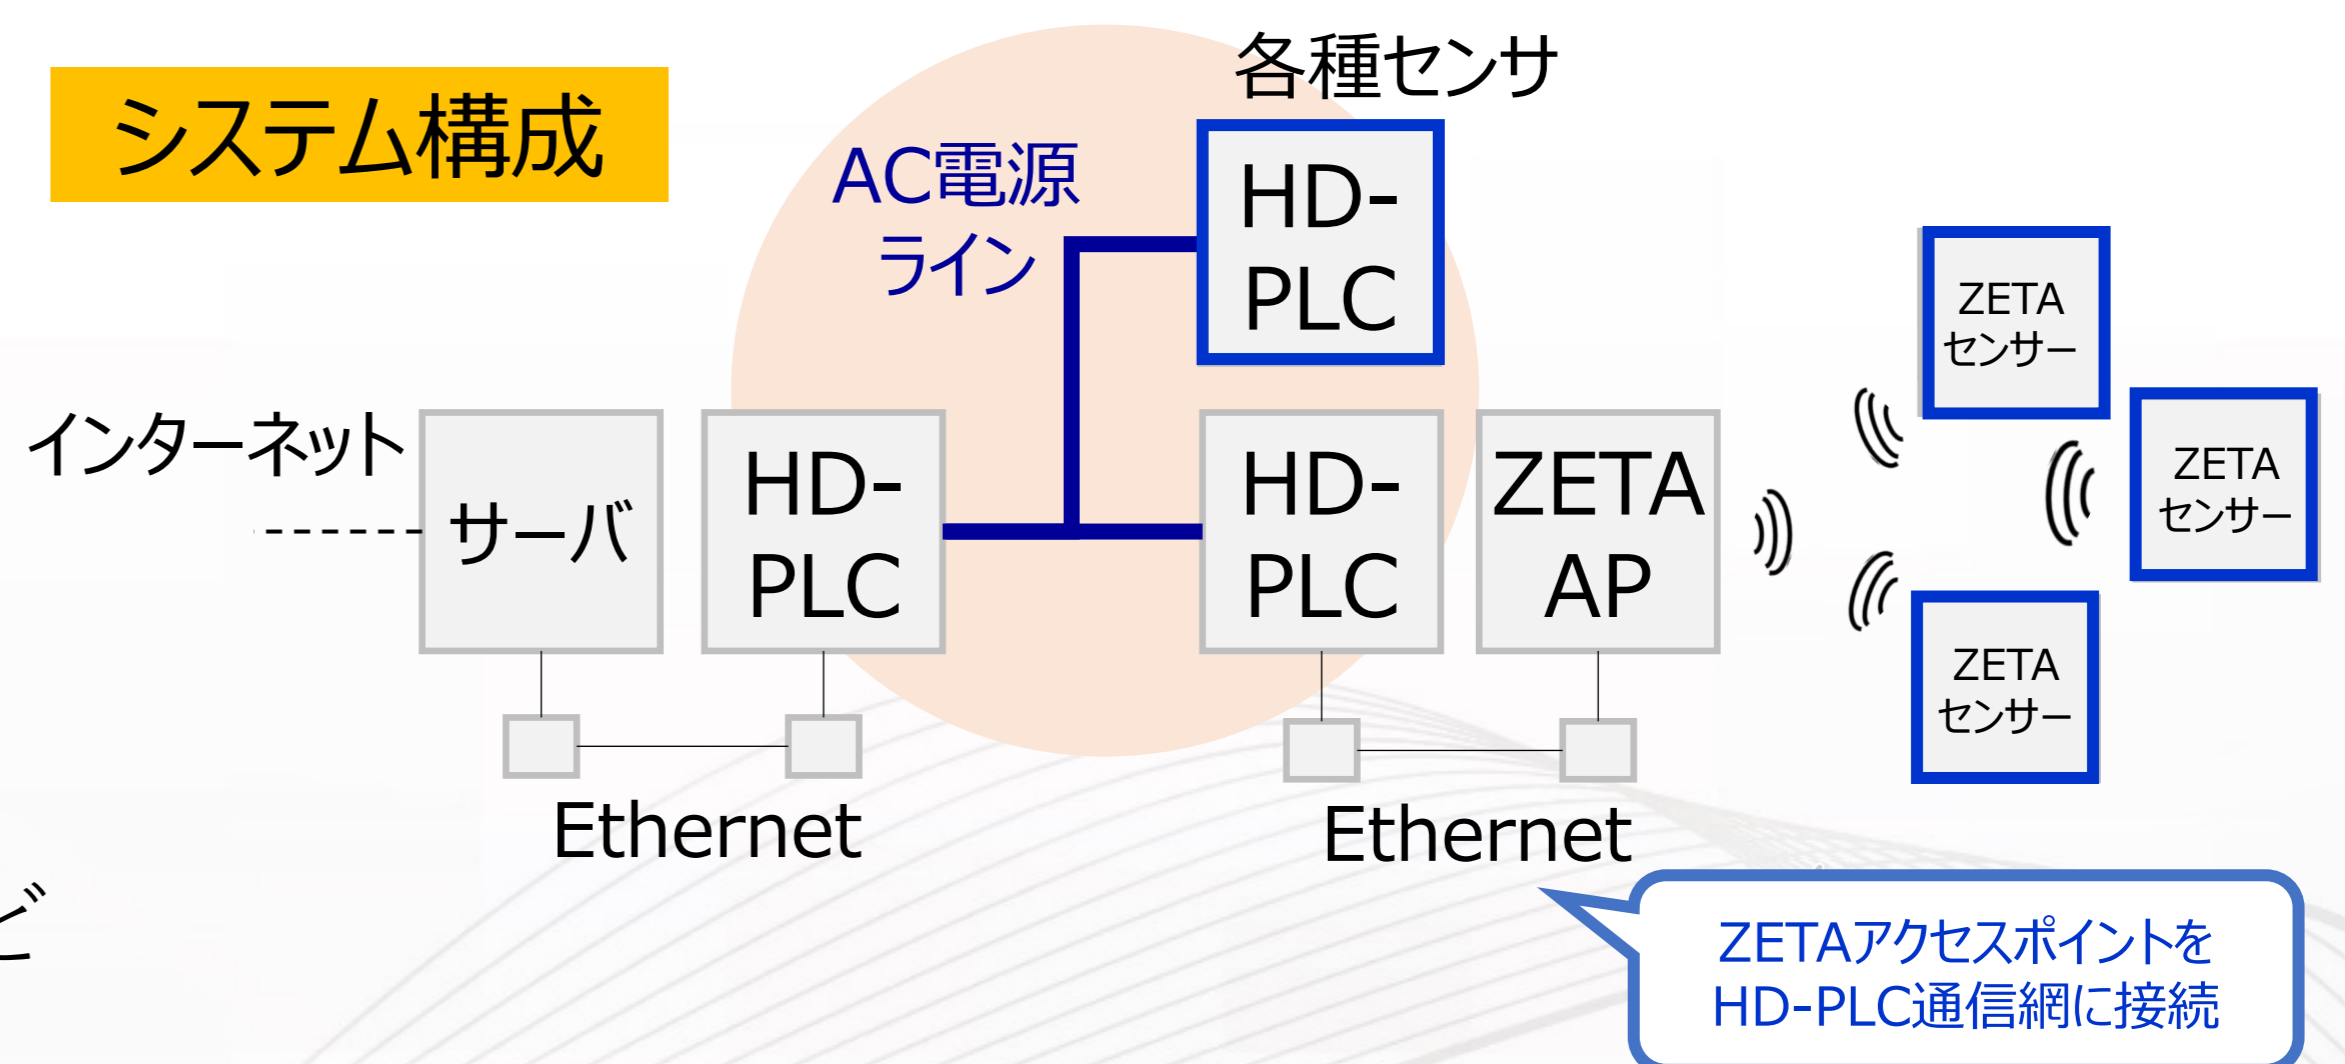 システム構成
各種センサ
AC電源
ライン
HD-
PLC
インターネット
サーバ
HD-
PLC
HD-
PLC
ZETA
AP
ZETA
センサー
ZETA
センサー
ZETA
センサー
Ethernet
Ethernet
ZETAアクセスポイントを
HD-PLC通信網に接続